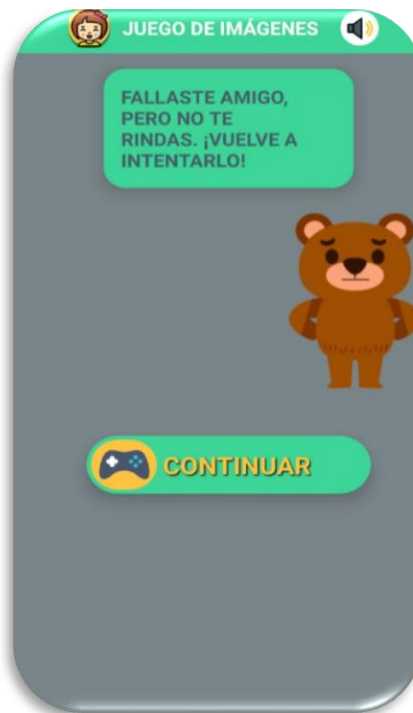 JUEGO DE IMÁGENES
FALLASTE AMIGO,
PERO NO TE
RINDAS. ¡VUELVE A
INTENTARLO!
CONTINUAR